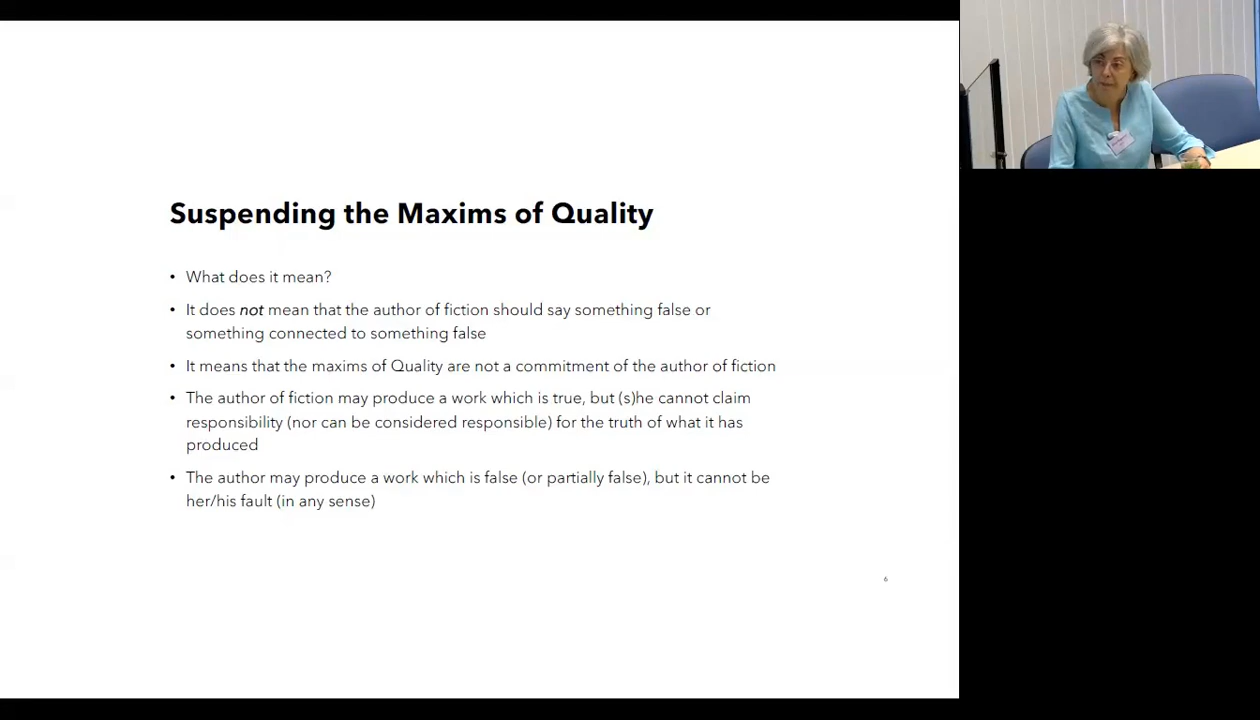 Suspending the Maxims of Quality
• What does it mean?
• It does not mean that the author of fiction should say something false or
something connected to something false
• It means that the maxims of Quality are not a commitment of the author of fiction
• The author of fiction may produce a work which is true, but (s)he cannot claim
responsibility (nor can be considered responsible) for the truth of what it has
produced
• The author may produce a work which is false (or partially false), but it cannot be
her/his fault (in any sense)
6